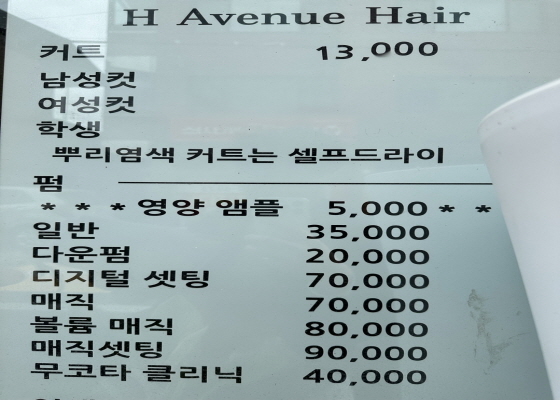 H Avenue Hair
커트 13,000
남성컷
여성컷
학생
뿌리염색 커트는 셀프드라이
펌
* * * 영양 앰플 5,000 * *
일반 35,000
다운펌 20,000
디지털 셋팅 70,000
매직 70,000
볼륨 매직 80,000
매직셋팅 90,000
무코타 클리닉 40,000